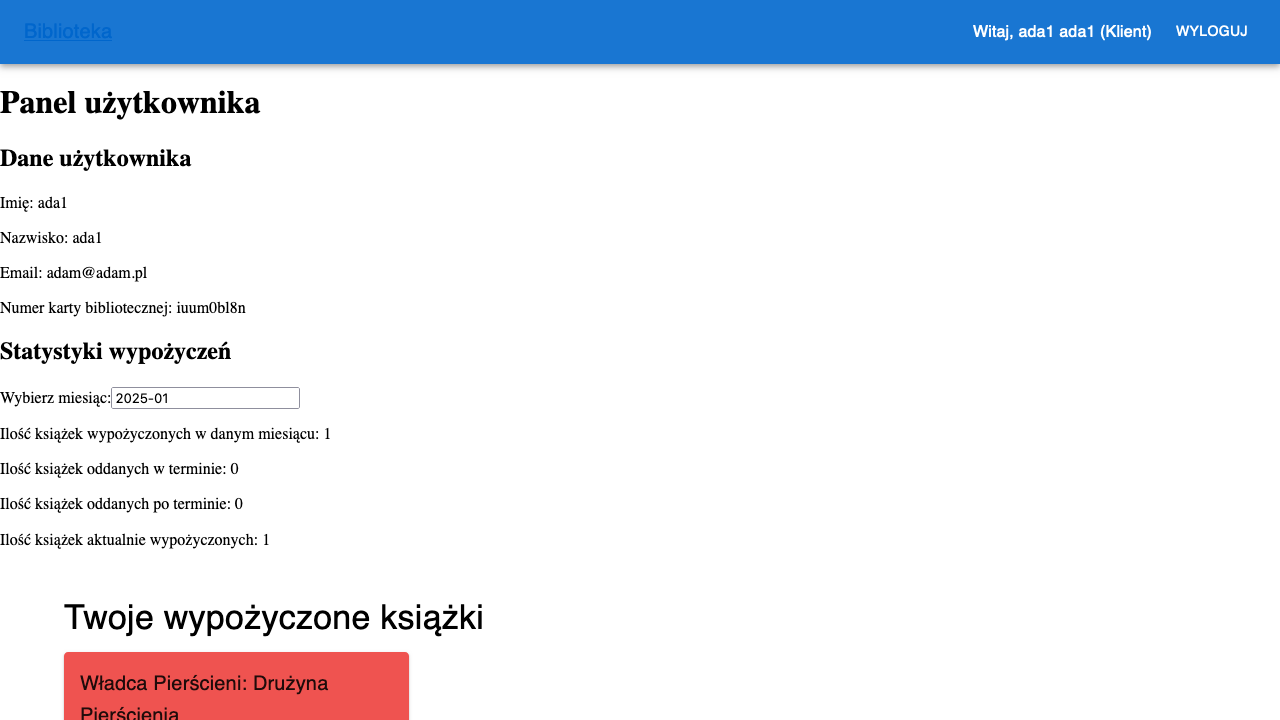 Biblioteka
Witaj, ada1 ada1 (Klient)
WYLOGUJ
Panel użytkownika
Dane użytkownika
Imię: ada1
Nazwisko: ada1
Email: adam@adam.pl
Numer karty bibliotecznej: iuum0bl8n
Statystyki wypożyczeń
Wybierz miesiąc: 2025-01
Ilość książek wypożyczonych w danym miesiącu: 1
Ilość książek oddanych w terminie: 0
Ilość książek oddanych po terminie: 0
Ilość książek aktualnie wypożyczonych: 1
Twoje wypożyczone książki
Władca Pierścieni: Drużyna
Pierścienia